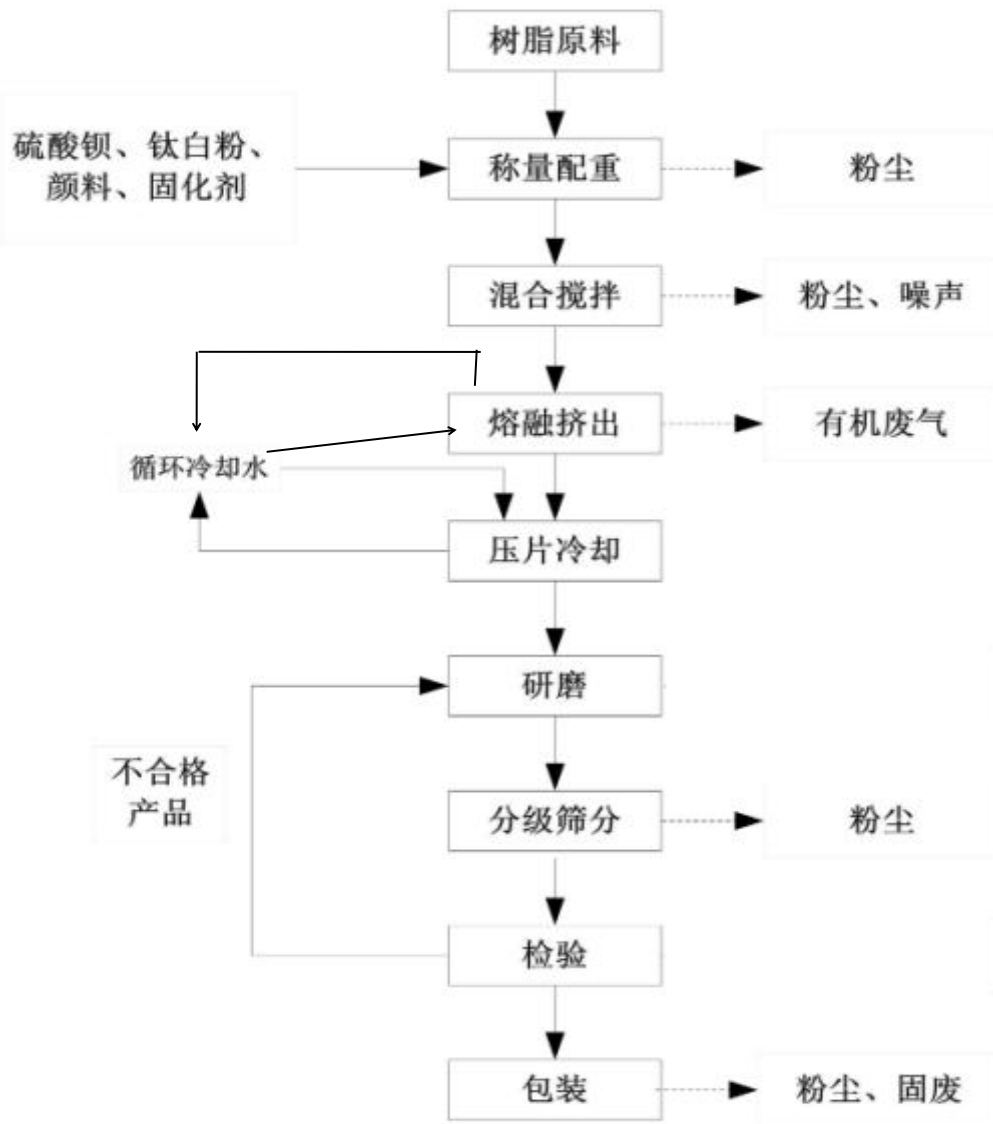 树脂原料
硫酸钡、钛白粉、
颜料、固化剂
称量配重
粉尘
混合搅拌
粉尘、噪声
熔融挤出
有机废气
循环冷却水
压片冷却
研磨
不合格
产品
分级筛分
粉尘
检验
包装
粉尘、固废